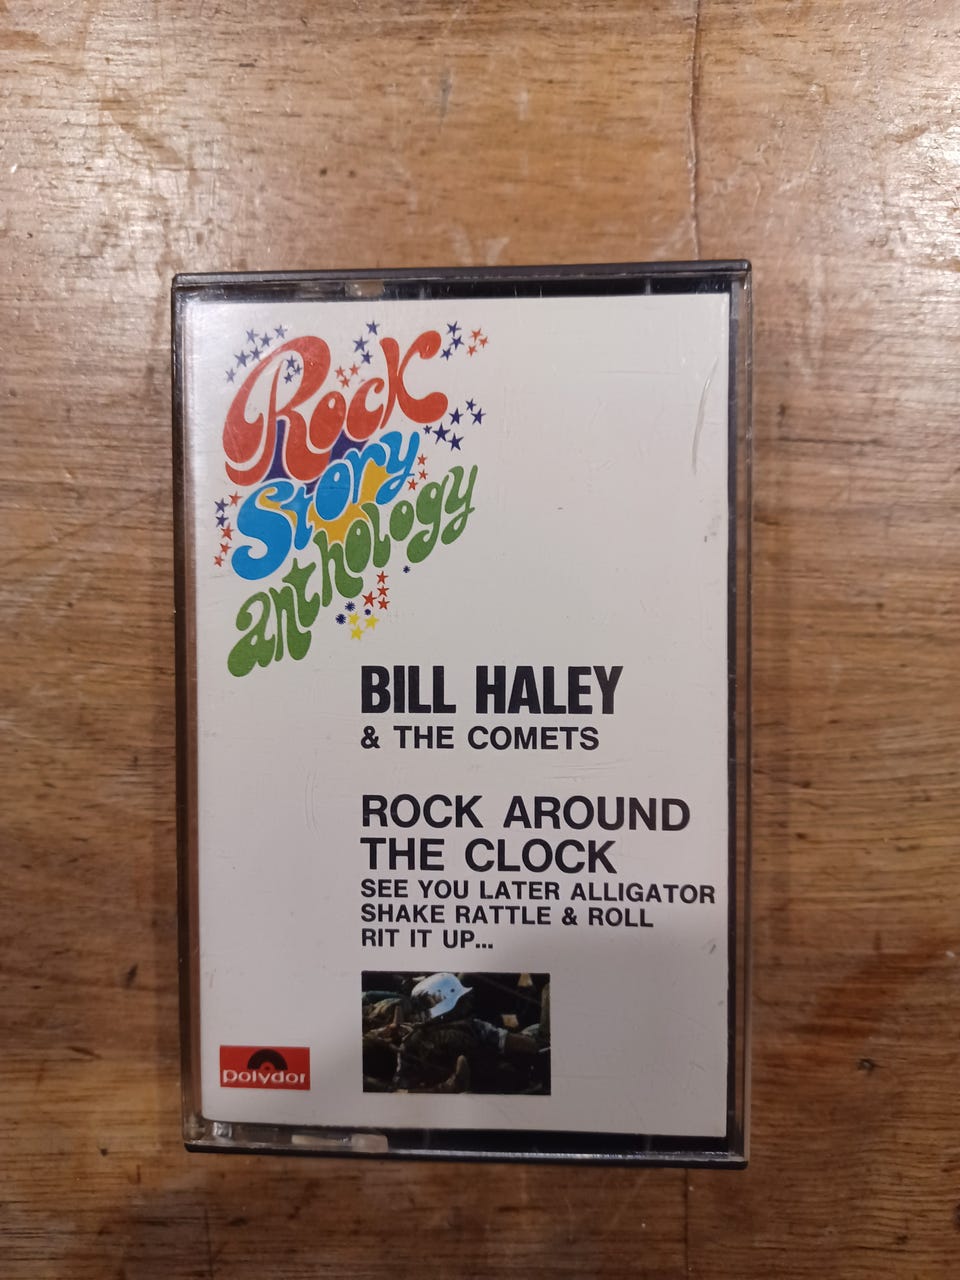 Rock
Story
anthology
BILL HALEY
& THE COMETS
ROCK AROUND
THE CLOCK
SEE YOU LATER ALLIGATOR
SHAKE RATTLE & ROLL
RIT IT UP...
polydor